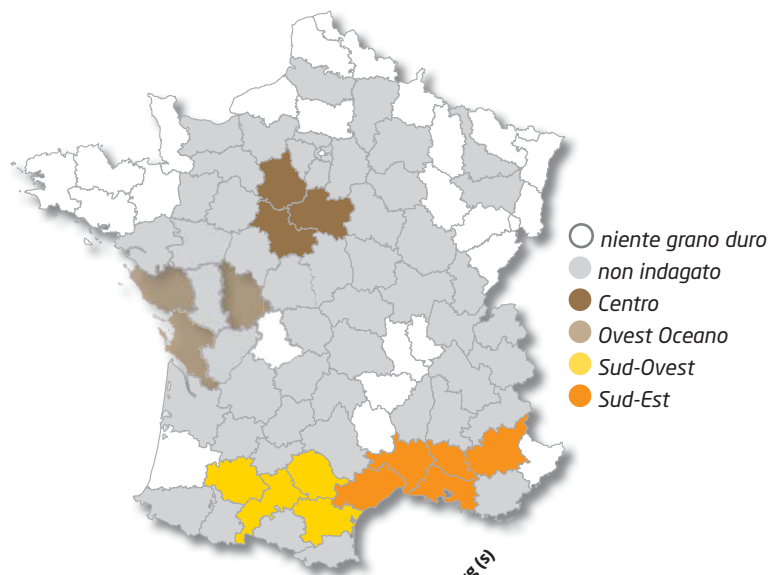 niente grano duro
non indagato
Centro
Ovest Oceano
Sud-Ovest
Sud-Est
g (s)